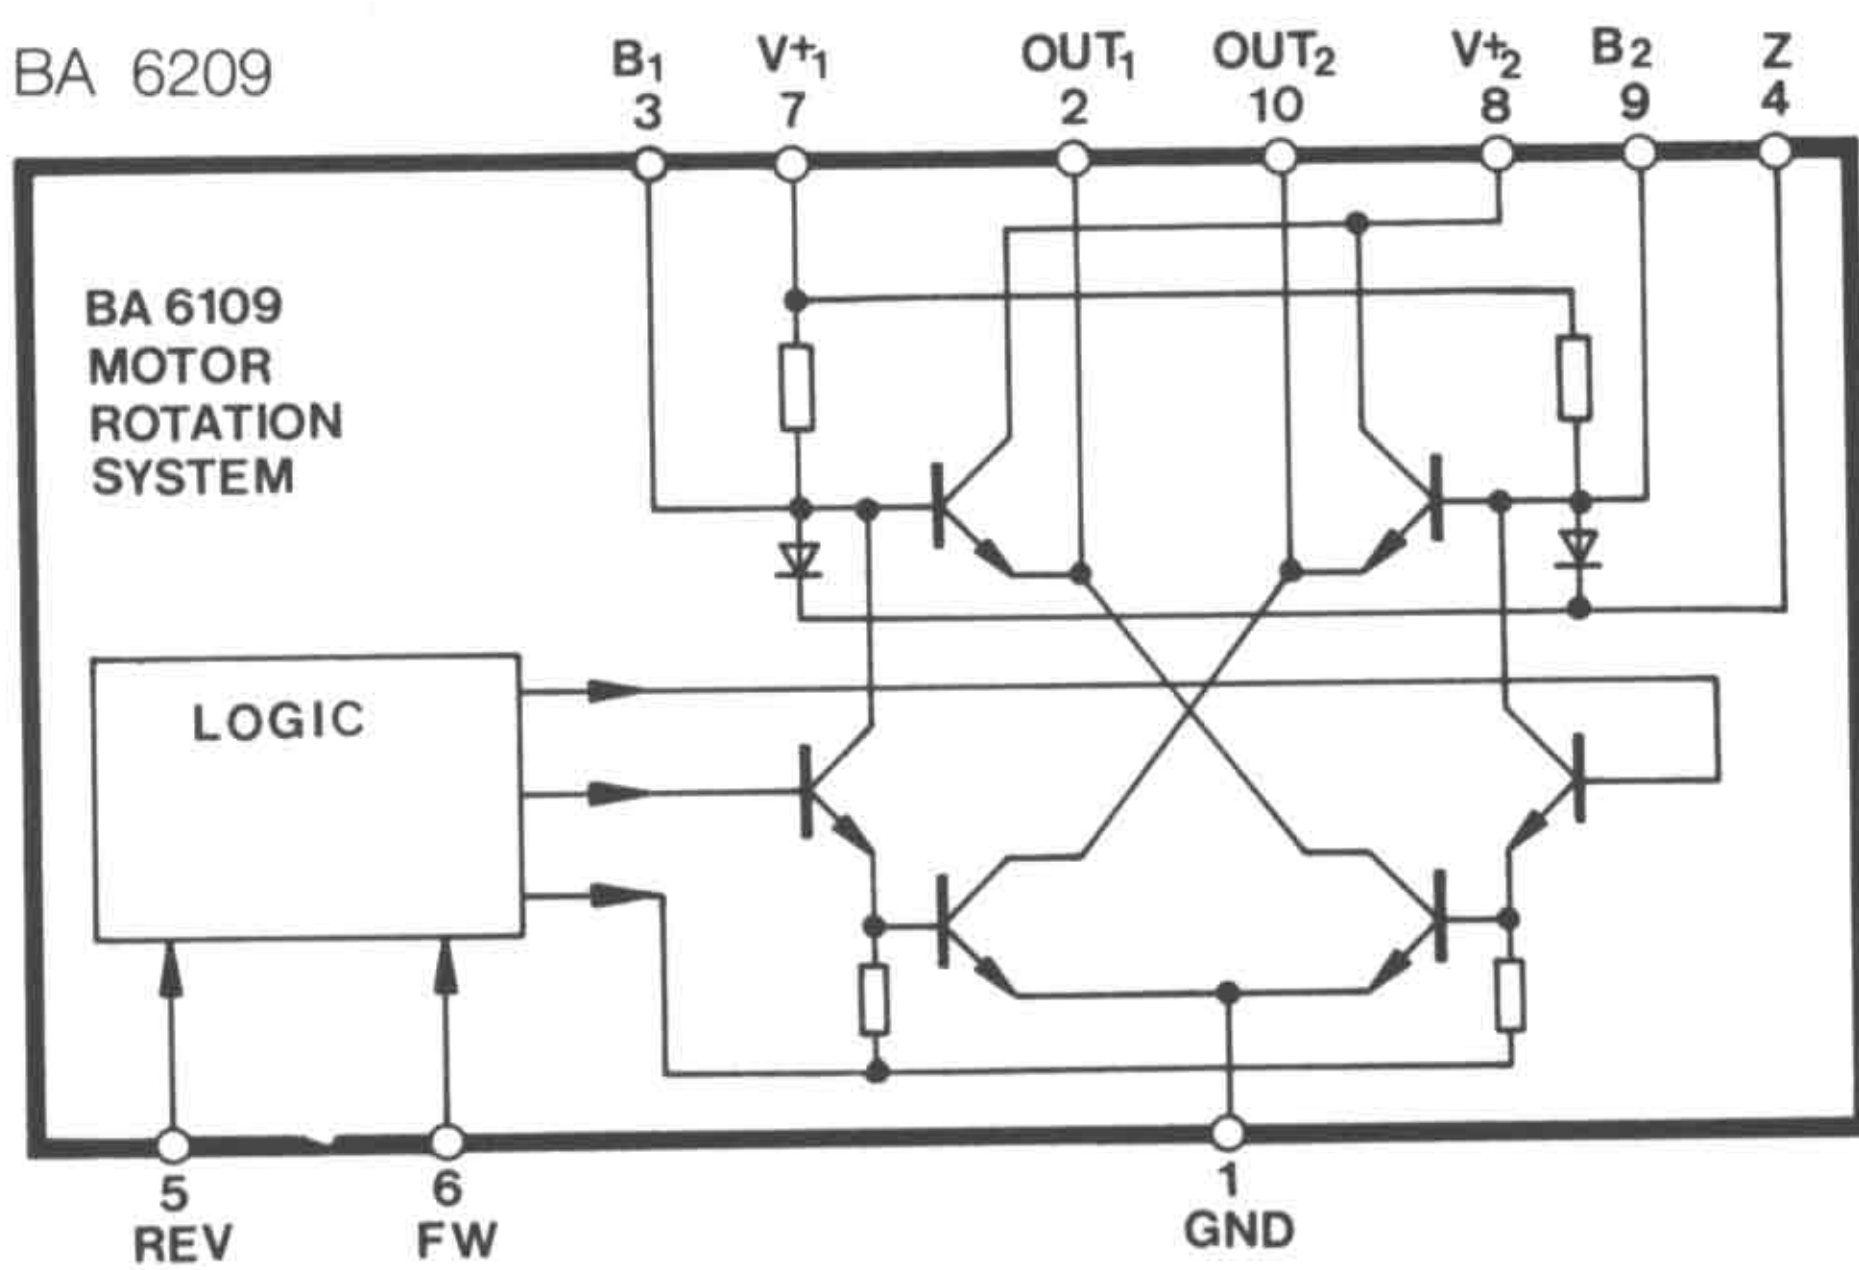 BA 6209
B1 V+1 OUT1 OUT2 V+2 B2 Z
3 7 2 10 8 9 4
BA 6109
MOTOR
ROTATION
SYSTEM
LOGIC
5 6 1
REV FW GND